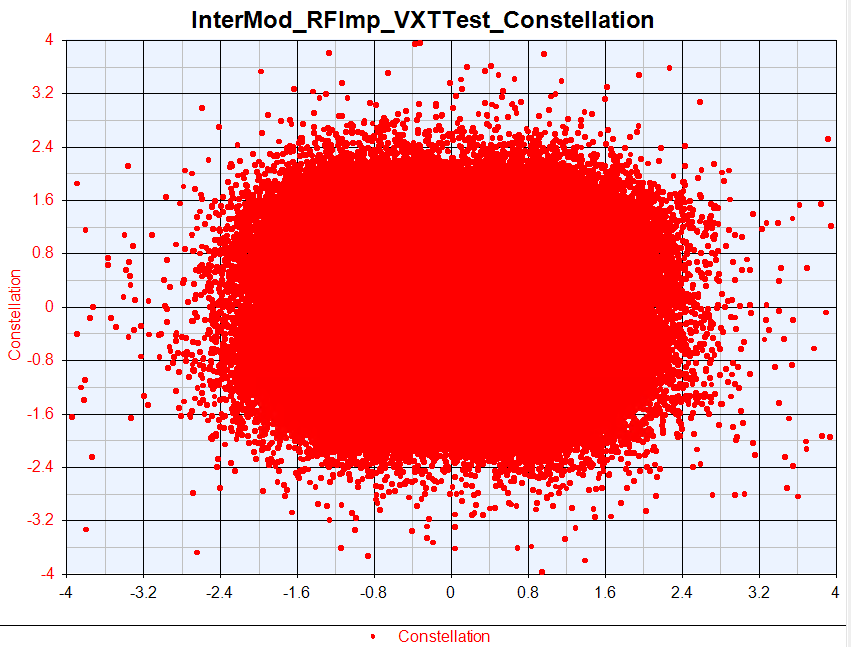 InterMod_RFImp_VXTTest_Constellation
4
3.2
2.4
1.6
0.8
0
-0.8
-1.6
-2.4
-3.2
-4
Constellation
-4 -3.2 -2.4 -1.6 -0.8 0 0.8 1.6 2.4 3.2 4
Constellation